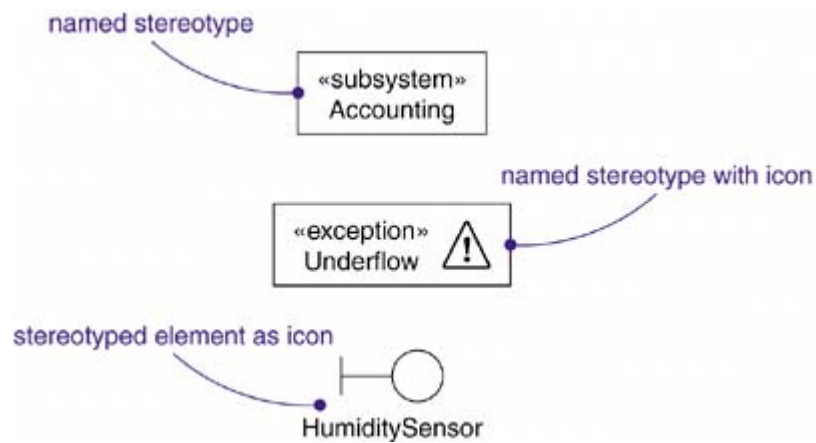 named stereotype
«subsystem»
Accounting
named stereotype with icon
«exception»
Underflow
!
stereotyped element as icon
HumiditySensor